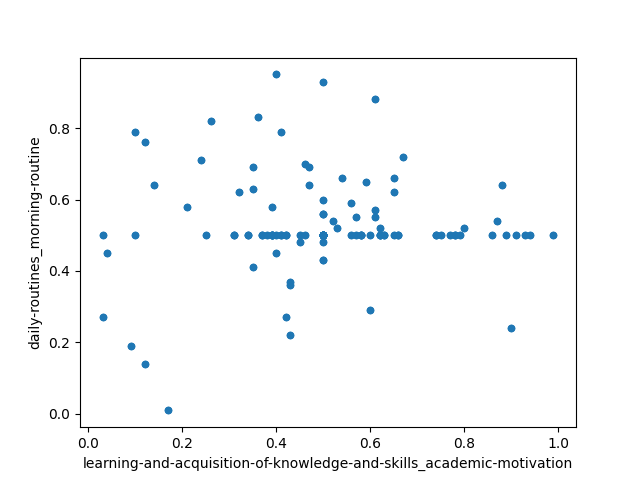 daily-routines_morning-routine
0.8
0.6
0.4
0.2
0.0
0.0 0.2 0.4 0.6 0.8 1.0
learning-and-acquisition-of-knowledge-and-skills_academic-motivation